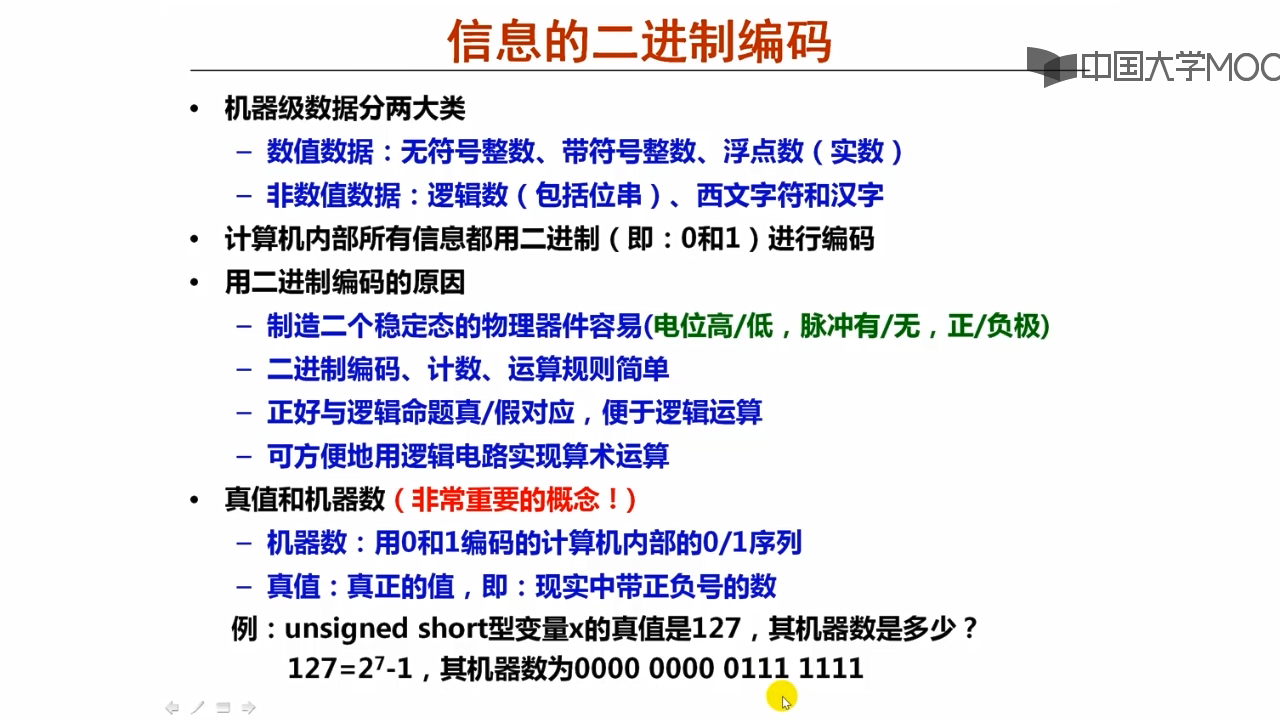 信息的二进制编码
中国大学MOO
• 机器级数据分两大类
– 数值数据：无符号整数、带符号整数、浮点数（实数）
– 非数值数据：逻辑数（包括位串）、西文字符和汉字
• 计算机内部所有信息都用二进制（即：0和1）进行编码
• 用二进制编码的原因
– 制造二个稳定态的物理器件容易(电位高/低，脉冲有/无，正/负极)
– 二进制编码、计数、运算规则简单
– 正好与逻辑命题真/假对应，便于逻辑运算
– 可方便地用逻辑电路实现算术运算
• 真值和机器数（非常重要的概念！）
– 机器数：用0和1编码的计算机内部的0/1序列
– 真值：真正的值，即：现实中带正负号的数
例：unsigned short型变量x的真值是127，其机器数是多少？
127=2⁷-1，其机器数为0000 0000 0111 1111